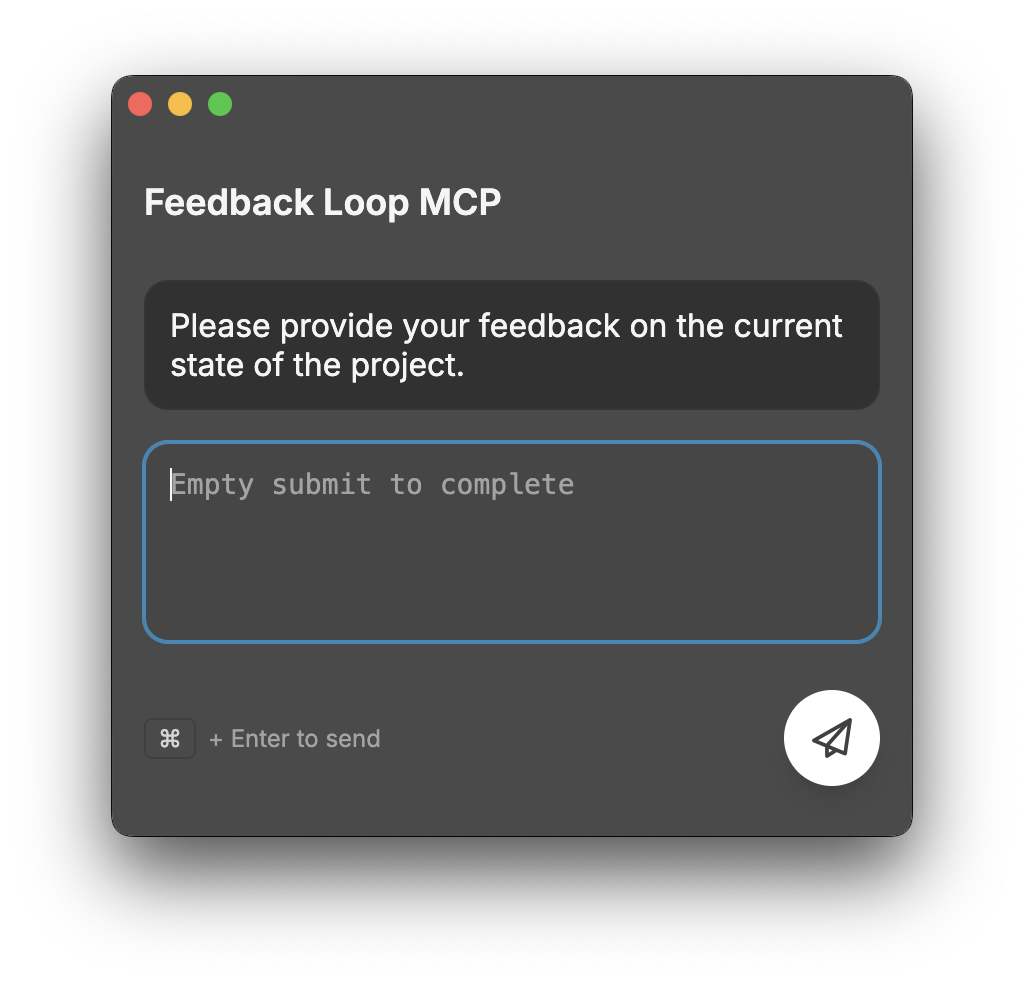 Feedback Loop MCP
Please provide your feedback on the current
state of the project.
Empty submit to complete
⌘ + Enter to send